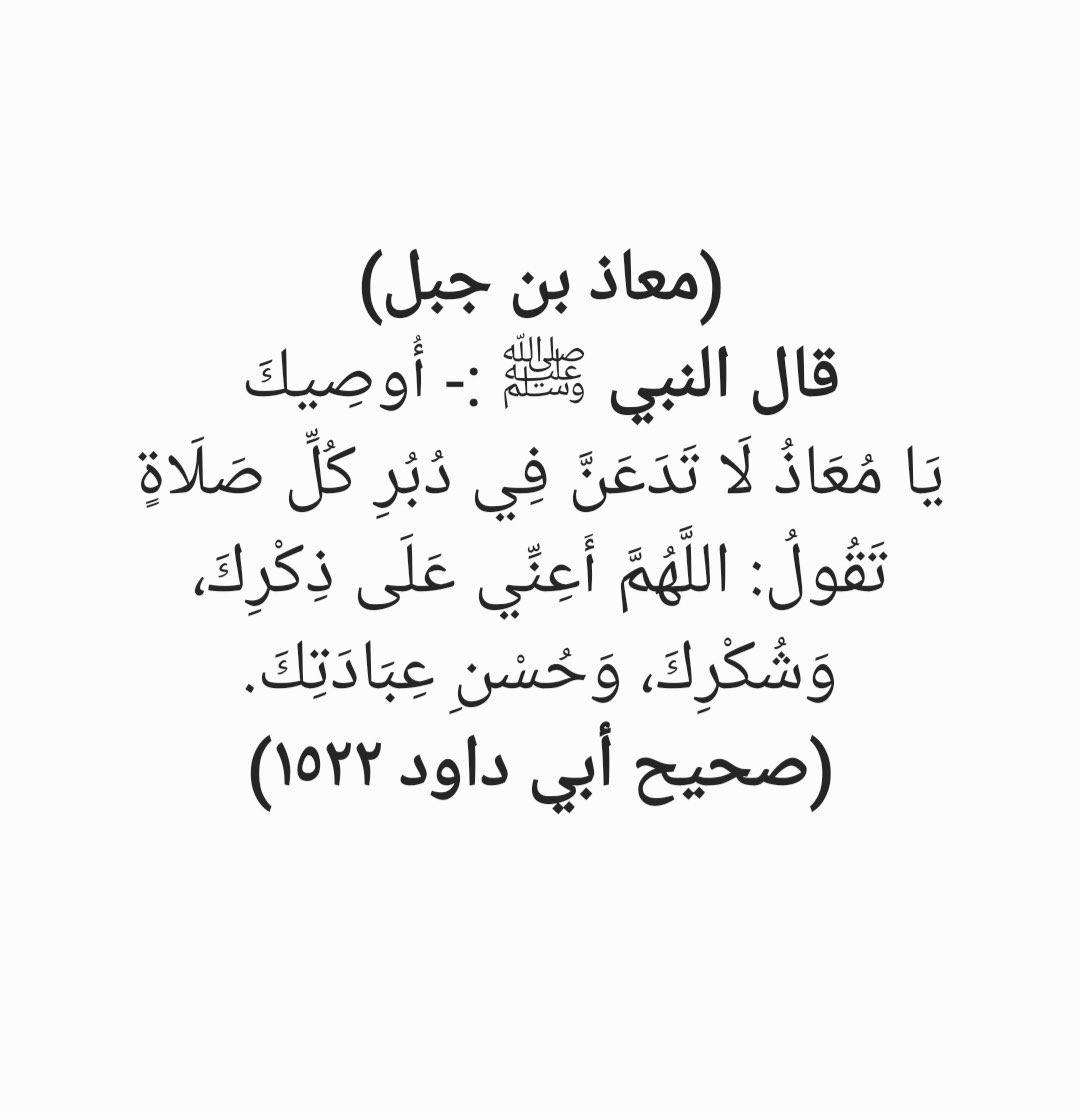 (معاذ بن جبل)
قال النبي ﷺ :- أُوصِيكَ
يَا مُعَاذُ لَا تَدَعَنَّ فِي دُبُرِ كُلِّ صَلَاةٍ
تَقُولُ: اللَّهُمَّ أَعِنِّي عَلَى ذِكْرِكَ،
وَشُكْرِكَ، وَحُسْنِ عِبَادَتِكَ.
(صحيح أبي داود ١٥٢٢)